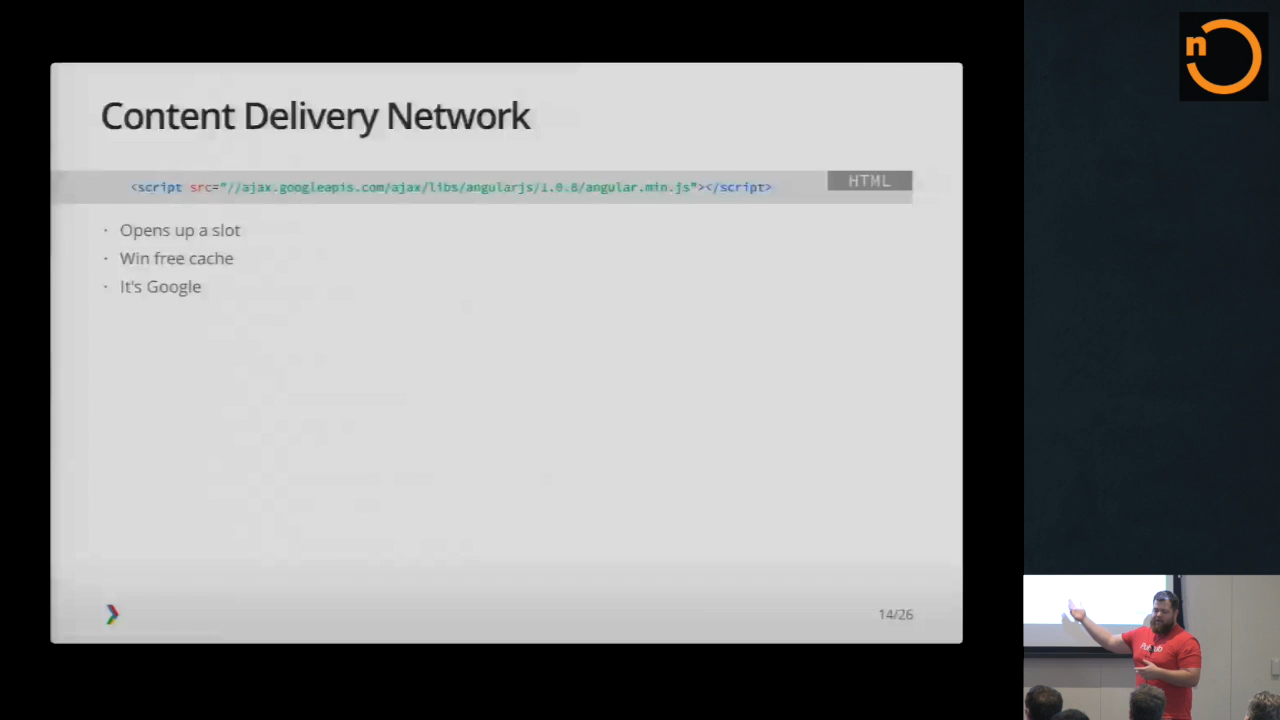 n
Content Delivery Network
<script src="//ajax.googleapis.com/ajax/libs/angularjs/1.0.8/angular.min.js"></script>
HTML
· Opens up a slot
· Win free cache
· It's Google
14/26